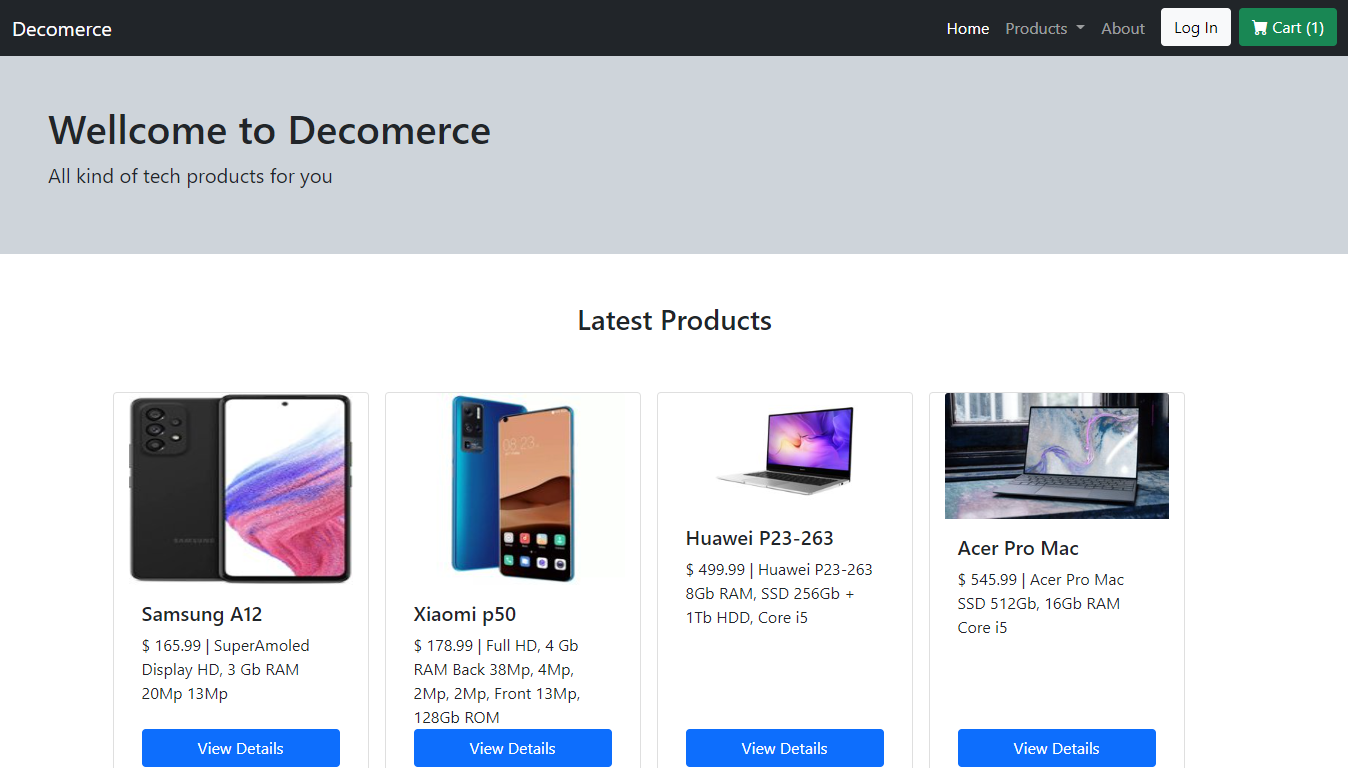 Decomerce
Home Products About Log In Cart (1)
Wellcome to Decomerce
All kind of tech products for you
Latest Products
SAMSUNG
08:23
Samsung A12
$ 165.99 | SuperAmoled
Display HD, 3 Gb RAM
20Mp 13Mp
View Details
Xiaomi p50
$ 178.99 | Full HD, 4 Gb
RAM Back 38Mp, 4Mp,
2Mp, 2Mp, Front 13Mp,
128Gb ROM
View Details
Huawei P23-263
$ 499.99 | Huawei P23-263
8Gb RAM, SSD 256Gb +
1Tb HDD, Core i5
View Details
Acer Pro Mac
$ 545.99 | Acer Pro Mac
SSD 512Gb, 16Gb RAM
Core i5
View Details